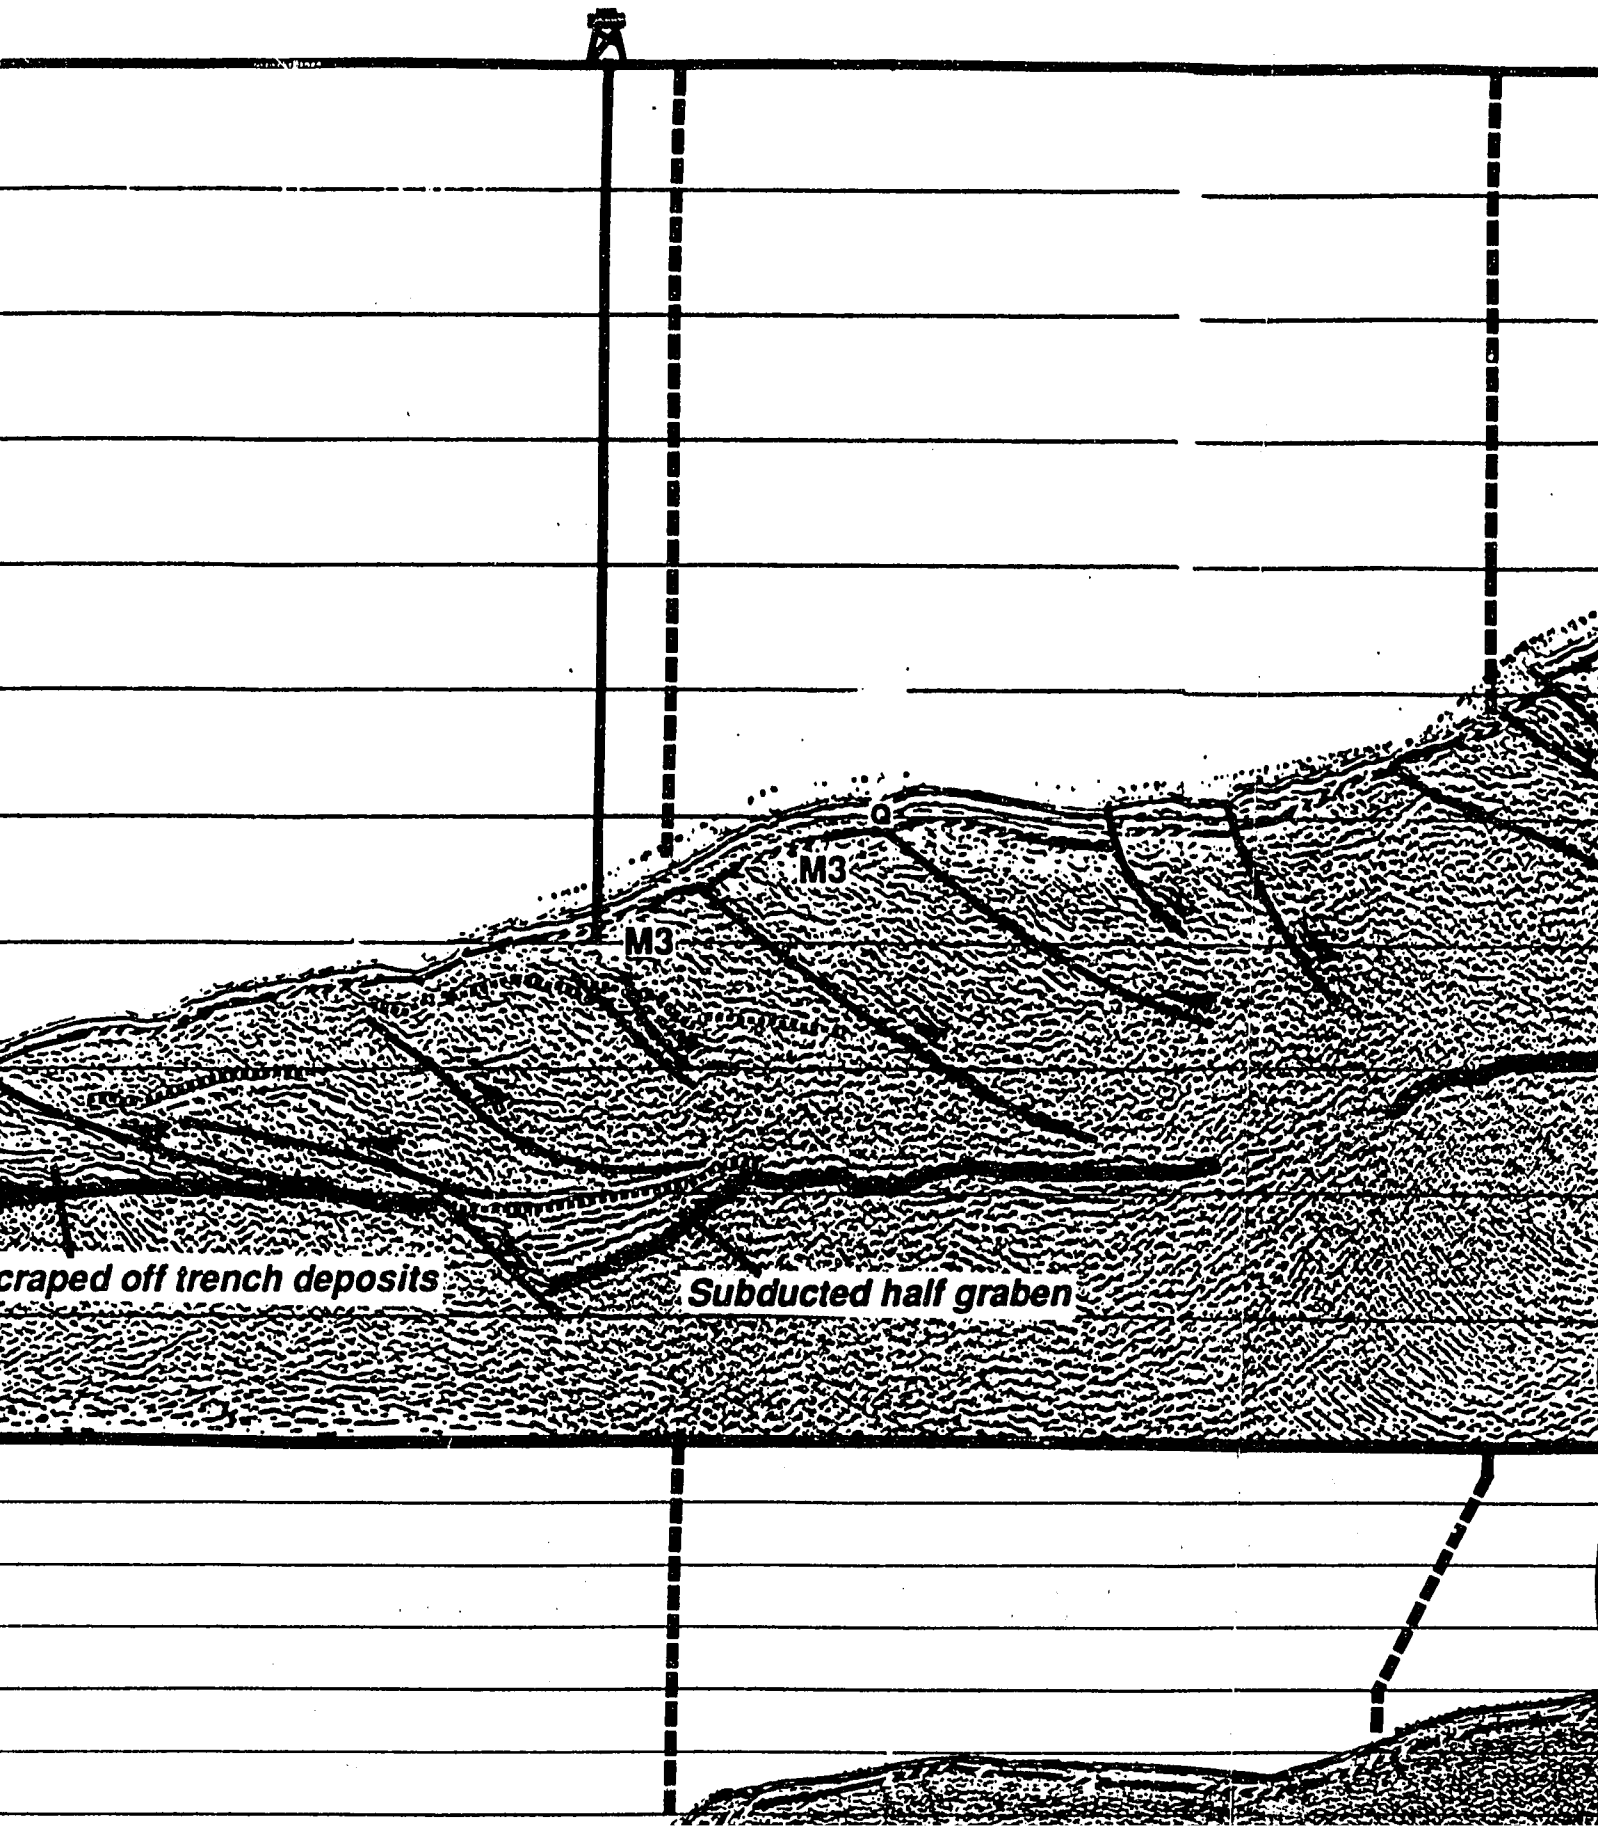 Q
M3
M3
craped off trench deposits
Subducted half graben